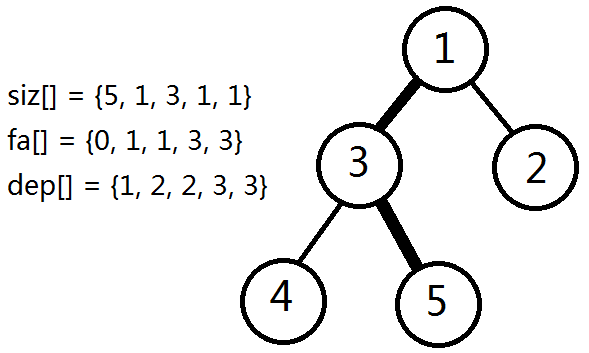 1
siz[] = {5, 1, 3, 1, 1}
fa[] = {0, 1, 1, 3, 3}
3
2
dep[] = {1, 2, 2, 3, 3}
4
5